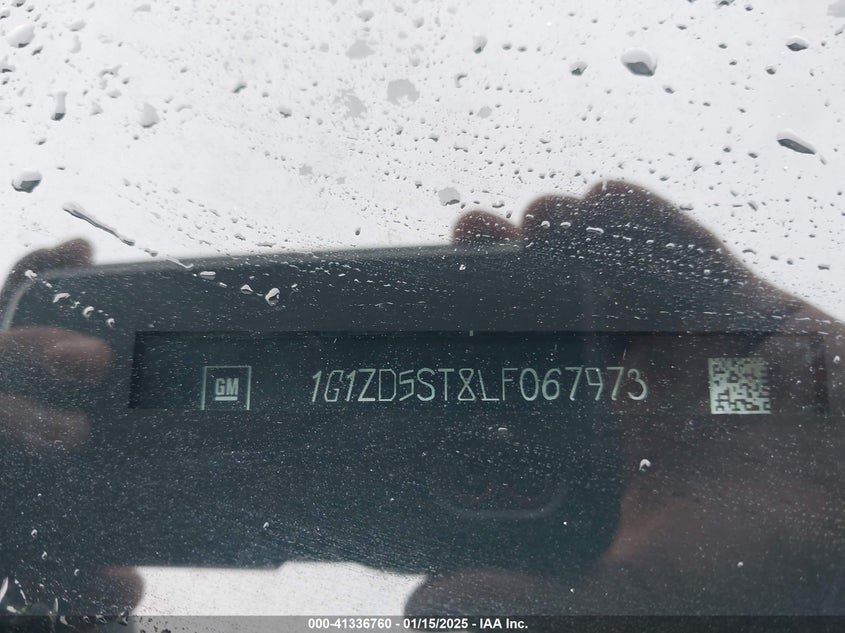 GM 1G1ZD5ST8LF067973
000-41336760 - 01/15/2025 - IAA Inc.